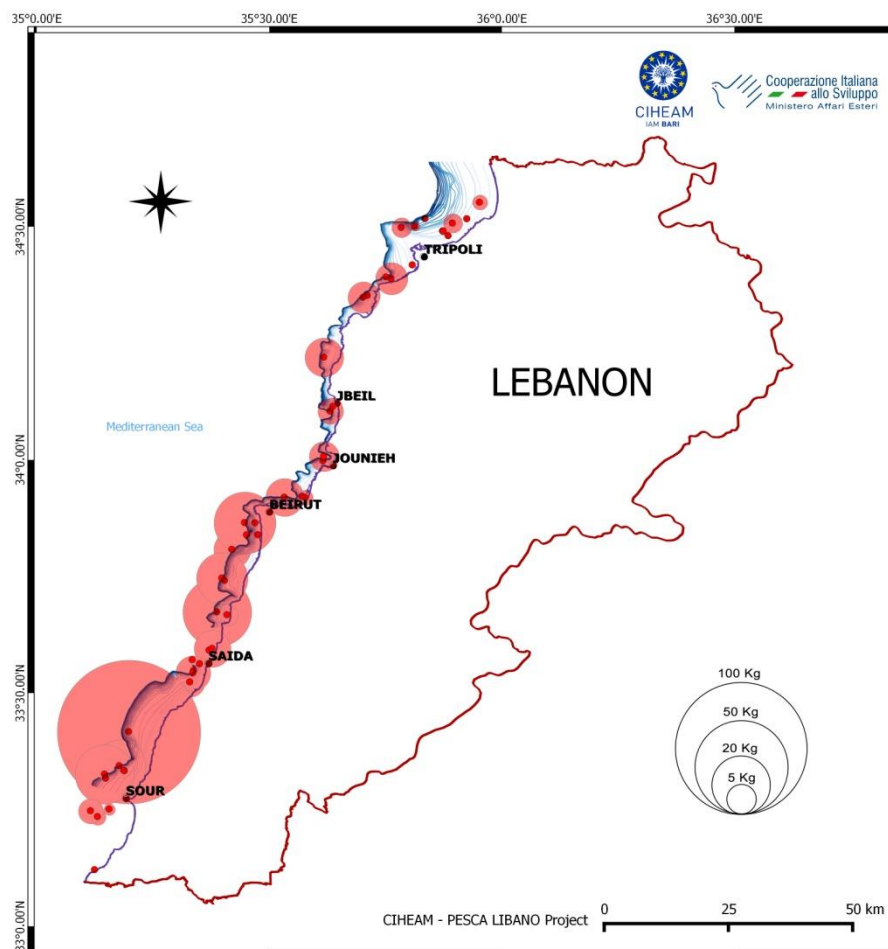 35°0.00'E
35°30.00'E
36°0.00'E
36°30.00'E
CIHEAM
IAM BARI
Cooperazione Italiana
allo Sviluppo
Ministero Affari Esteri
34°30.00'N
TRIPOLI
LEBANON
JBEIL
Mediterranean Sea
34°0.00'N
JOUNIEH
BEIRUT
SAIDA
33°30.00'N
100 Kg
50 Kg
20 Kg
5 Kg
SOUR
33°0.00'N
CIHEAM - PESCA LIBANO Project
0
25
50 km